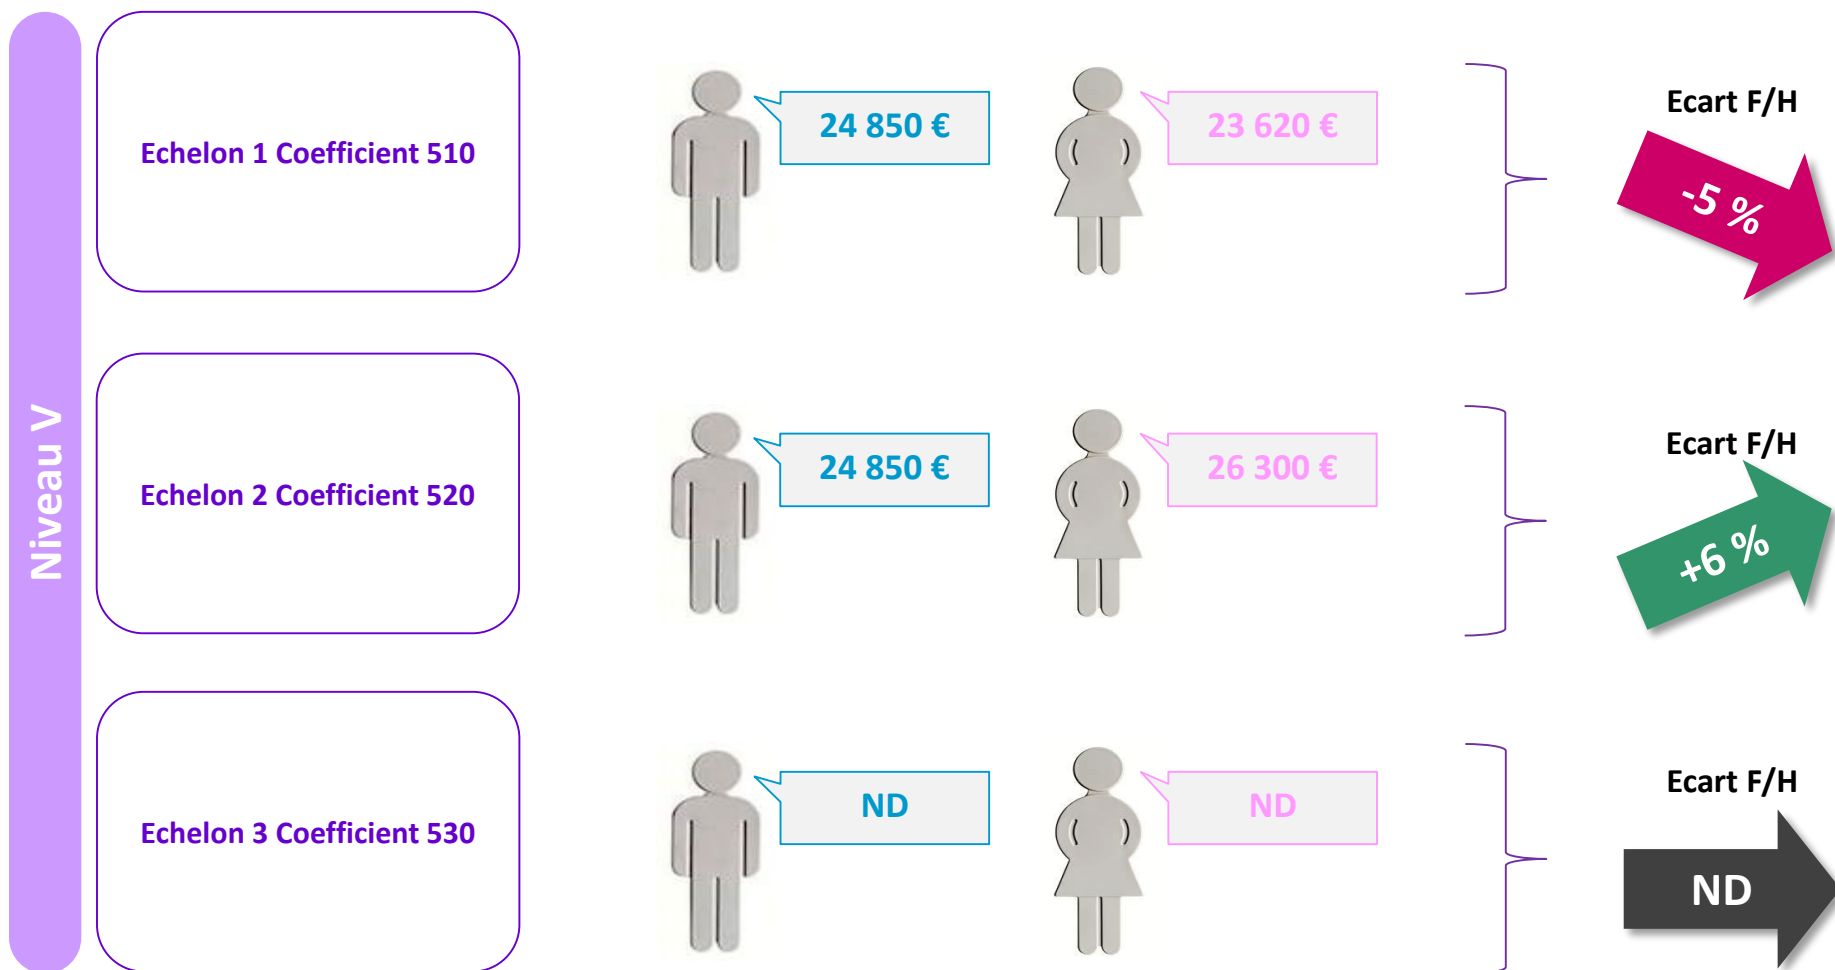 Niveau V
Echelon 1 Coefficient 510
24 850 €
23 620 €
Ecart F/H
-5 %
Echelon 2 Coefficient 520
24 850 €
26 300 €
Ecart F/H
+6 %
Echelon 3 Coefficient 530
ND
ND
Ecart F/H
ND